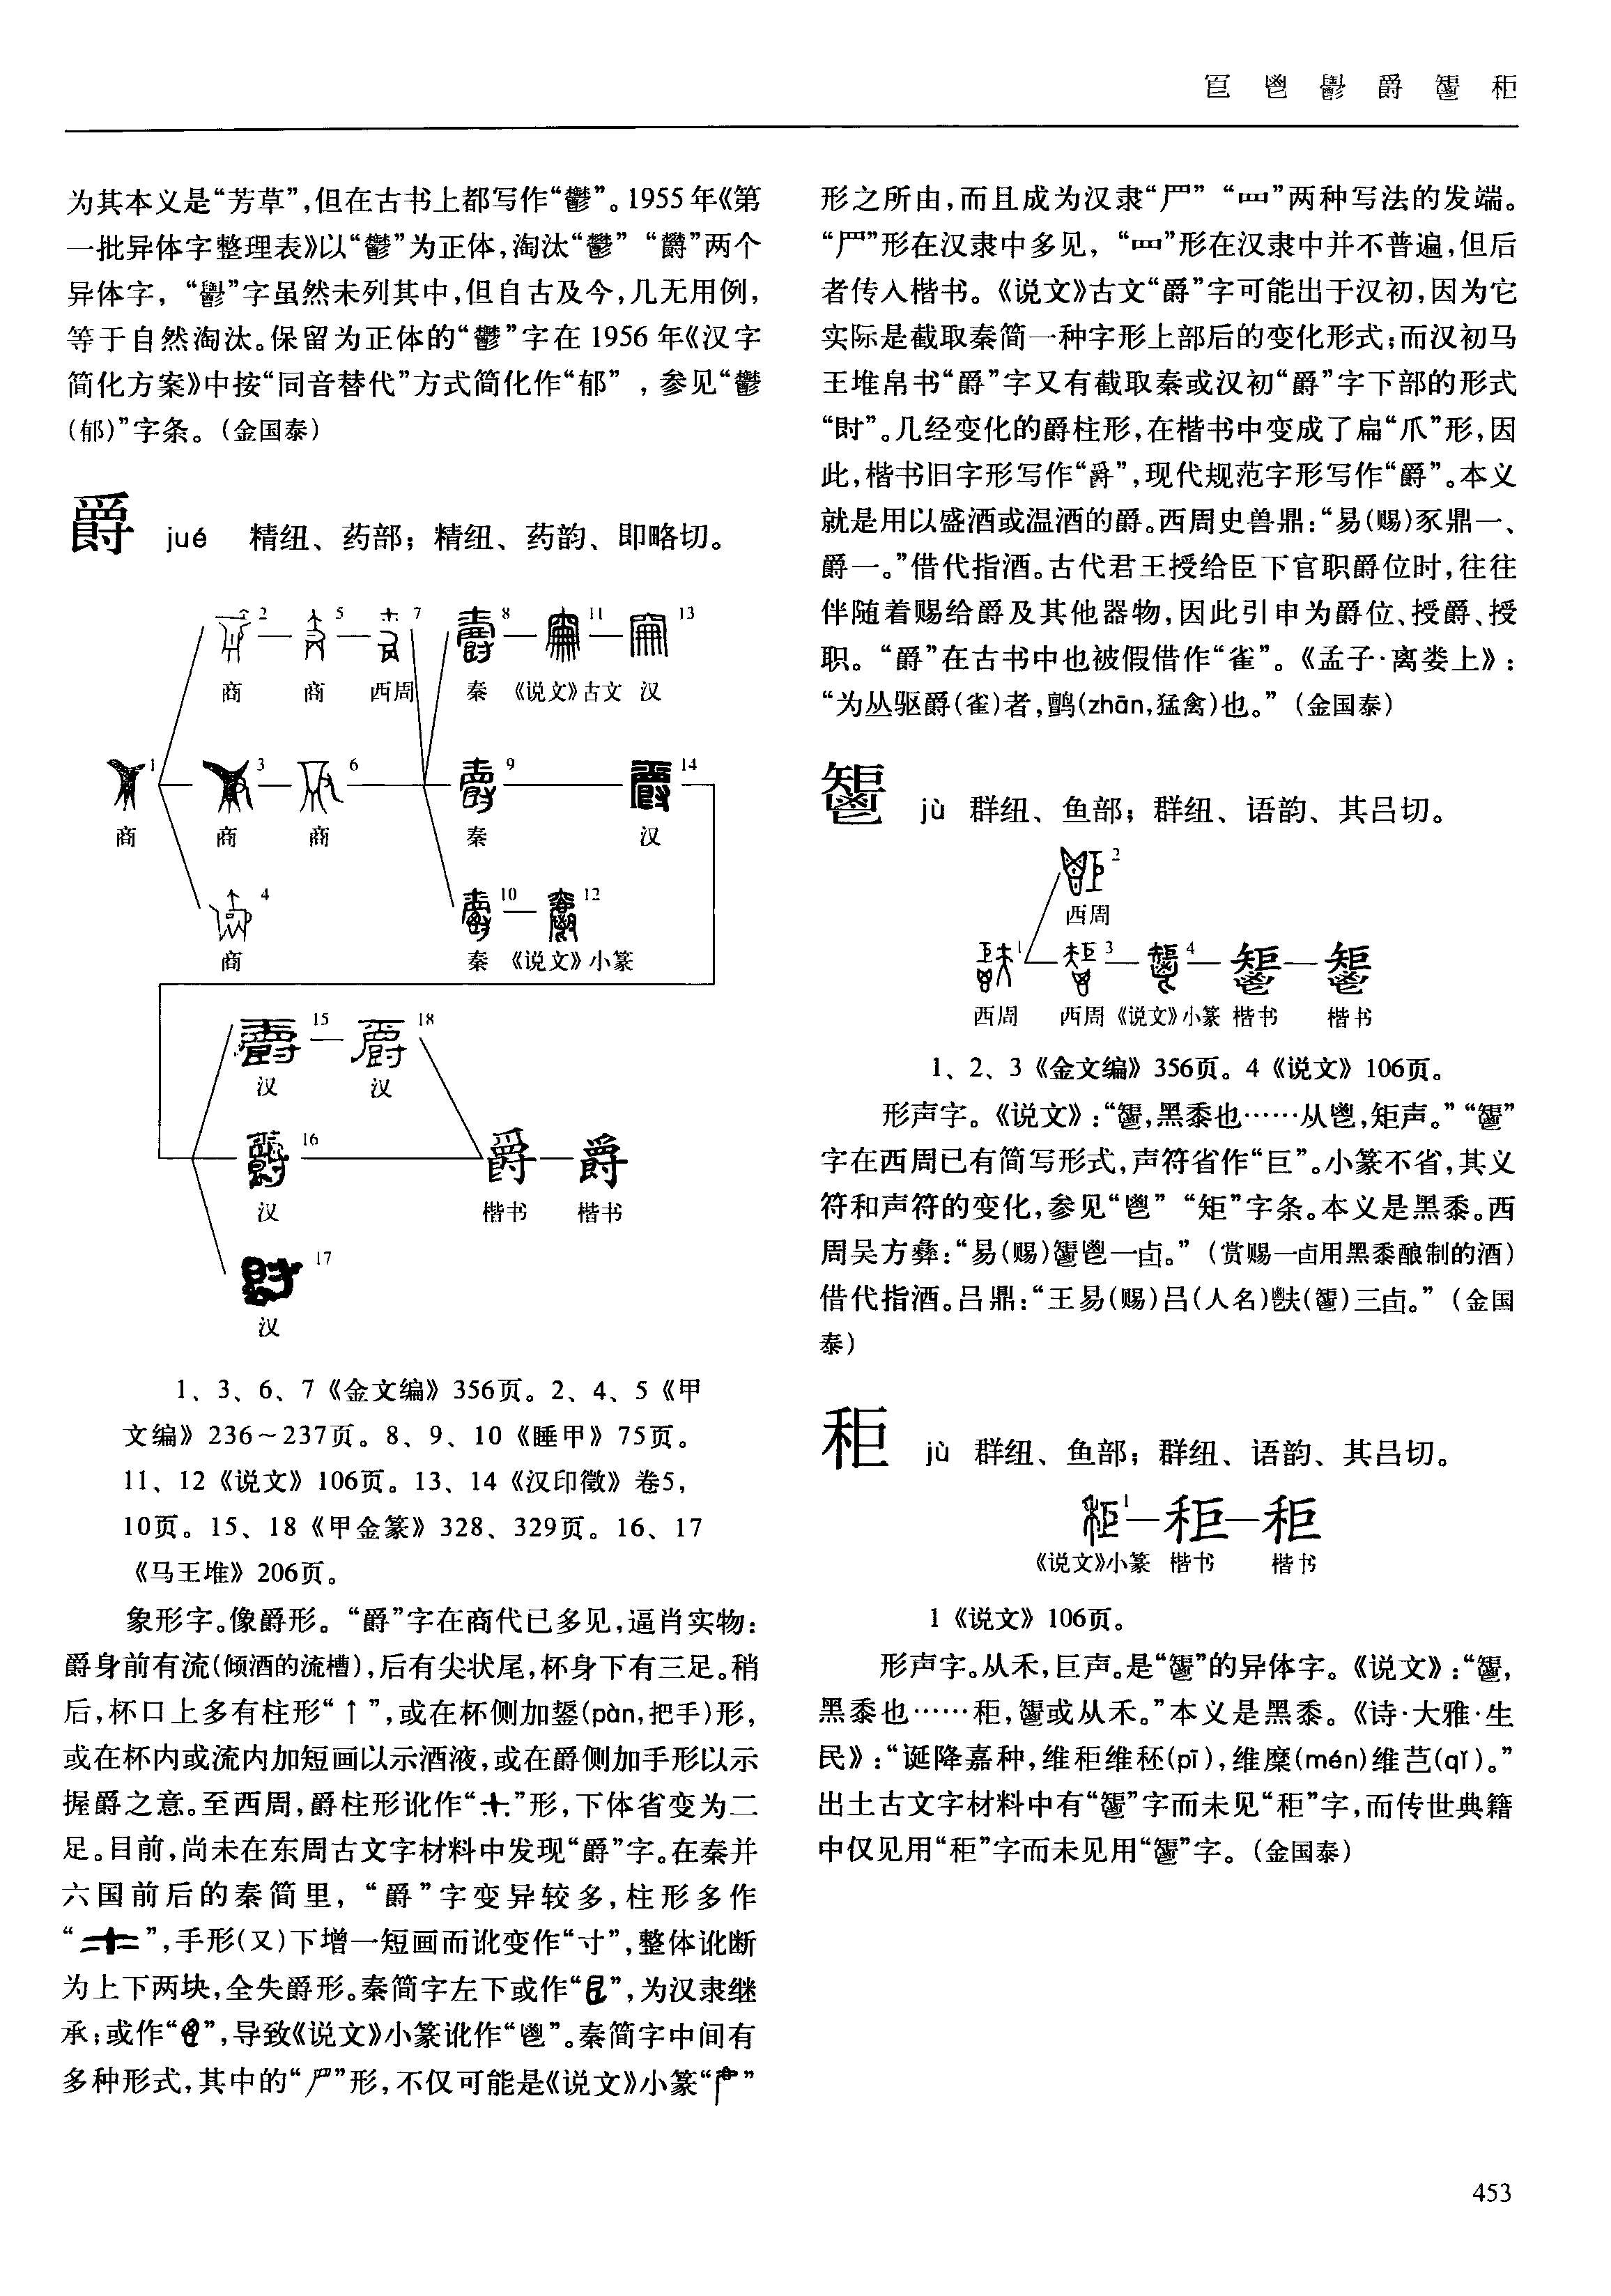 鬯 爵 𩰤 秬
为其本义是“芳草”,但在古书上都写作“鬱”。1955年《第
一批异体字整理表》以“鬱”为正体,淘汰“” “”两个
异体字, “”字虽然未列其中,但自古及今,几无用例,
等于自然淘汰。保留为正体的“鬱”字在1956年《汉字
简化方案》中按“同音替代”方式简化作“郁” , 参见“鬱
(郁)”字条。(金国泰)
爵 jué 精纽、药部；精纽、药韵、即略切。
2 5 7 8 11 13
商 商 西周 秦 《说文》古文 汉
1 3 6 9 14
商 商 商 秦 汉
4 10 12
商 秦 《说文》小篆
15 18
汉 汉
16 爵 爵
汉 楷书 楷书
17
汉
1、3、6、7《金文编》356页。2、4、5《甲
文编》236~237页。8、9、10《睡甲》75页。
11、12《说文》106页。13、14《汉印徵》卷5,
10页。15、18《甲金篆》328、329页。16、17
《马王堆》206页。
象形字。像爵形。“爵”字在商代已多见,逼肖实物:
爵身前有流(倾酒的流槽),后有尖状尾,杯身下有三足。稍
后,杯口上多有柱形“↑”,或在杯侧加鋬(pàn,把手)形,
或在杯内或流内加短画以示酒液,或在爵侧加手形以示
握爵之意。至西周,爵柱形讹作“”形,下体省变为二
足。目前,尚未在东周古文字材料中发现“爵”字。在秦并
六国前后的秦简里, “爵”字变异较多,柱形多作
“”,手形(又)下增一短画而讹变作“寸”,整体讹断
为上下两块,全失爵形。秦简字左下或作“”,为汉隶继
承;或作“”,导致《说文》小篆讹作“鬯”。秦简字中间有
多种形式,其中的“”形,不仅可能是《说文》小篆“”
形之所由,而且成为汉隶“” “罒”两种写法的发端。
“”形在汉隶中多见, “罒”形在汉隶中并不普遍,但后
者传入楷书。《说文》古文“爵”字可能出于汉初,因为它
实际是截取秦简一种字形上部后的变化形式;而汉初马
王堆帛书“爵”字又有截取秦或汉初“爵”字下部的形式
“”。几经变化的爵柱形,在楷书中变成了扁“爪”形,因
此,楷书旧字形写作“爵”,现代规范字形写作“爵”。本义
就是用以盛酒或温酒的爵。西周史兽鼎:“易(赐)豕鼎一、
爵一。”借代指酒。古代君王授给臣下官职爵位时,往往
伴随着赐给爵及其他器物,因此引申为爵位、授爵、授
职。“爵”在古书中也被假借作“雀”。《孟子·离娄上》:
“为丛驱爵(雀)者,鹯(zhān,猛禽)也。”(金国泰)
𩰤 jù 群纽、鱼部；群纽、语韵、其吕切。
2
西周
1 3 4 𩰤 𩰤
西周 西周 《说文》小篆 楷书 楷书
1、2、3《金文编》356页。4《说文》106页。
形声字。《说文》:“𩰤,黑黍也……从鬯,矩声。”“𩰤”
字在西周已有简写形式,声符省作“巨”。小篆不省,其义
符和声符的变化,参见“鬯” “矩”字条。本义是黑黍。西
周吴方彝:“易(赐)𩰤鬯一卣。”(赏赐一卣用黑黍酿制的酒)
借代指酒。吕鼎:“王易(赐)吕(人名)(𩰤)三卣。”(金国
泰)
秬 jù 群纽、鱼部；群纽、语韵、其吕切。
1 秬 秬
《说文》小篆 楷书 楷书
1《说文》106页。
形声字。从禾,巨声。是“𩰤”的异体字。《说文》:“𩰤,
黑黍也……秬,𩰤或从禾。”本义是黑黍。《诗·大雅·生
民》:“诞降嘉种,维秬维秠(pī),维穈(mén)维芑(qǐ)。”
出土古文字材料中有“𩰤”字而未见“秬”字,而传世典籍
中仅见用“秬”字而未见用“𩰤”字。(金国泰)
453